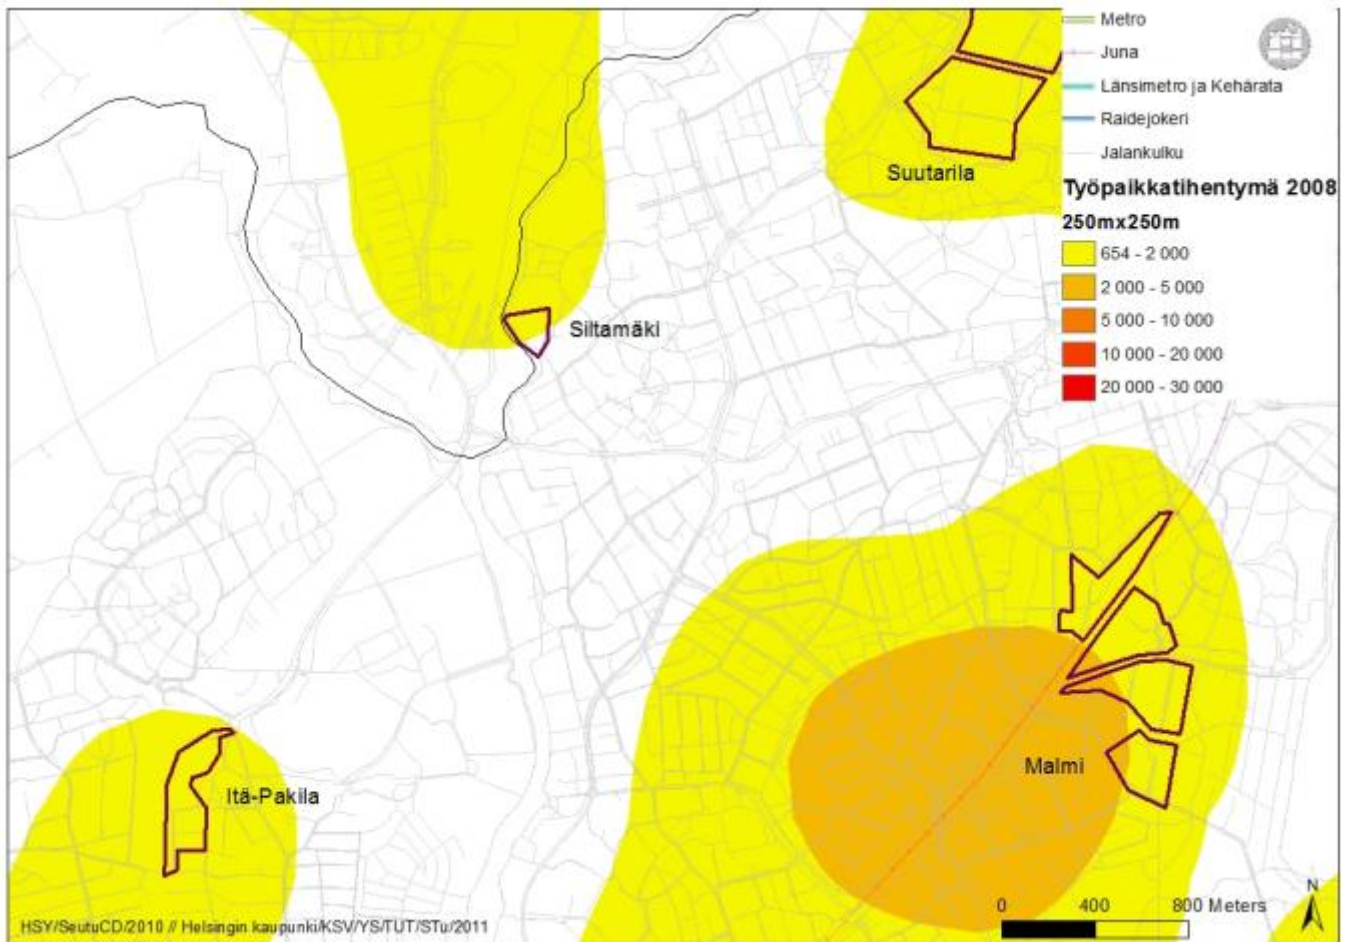 Metro
Juna
Länsimetro ja Kehärata
Raidejokeri
Jalankulku
Työpaikkatihentymä 2008
250mx250m
654 - 2 000
2 000 - 5 000
5 000 - 10 000
10 000 - 20 000
20 000 - 30 000
Suutarila
Siltamäki
Malmi
Itä-Pakila
N
0 400 800 Meters
HSY/SeutuCD/2010 // Helsingin kaupunki/KSV/YS/TUT/STu/2011